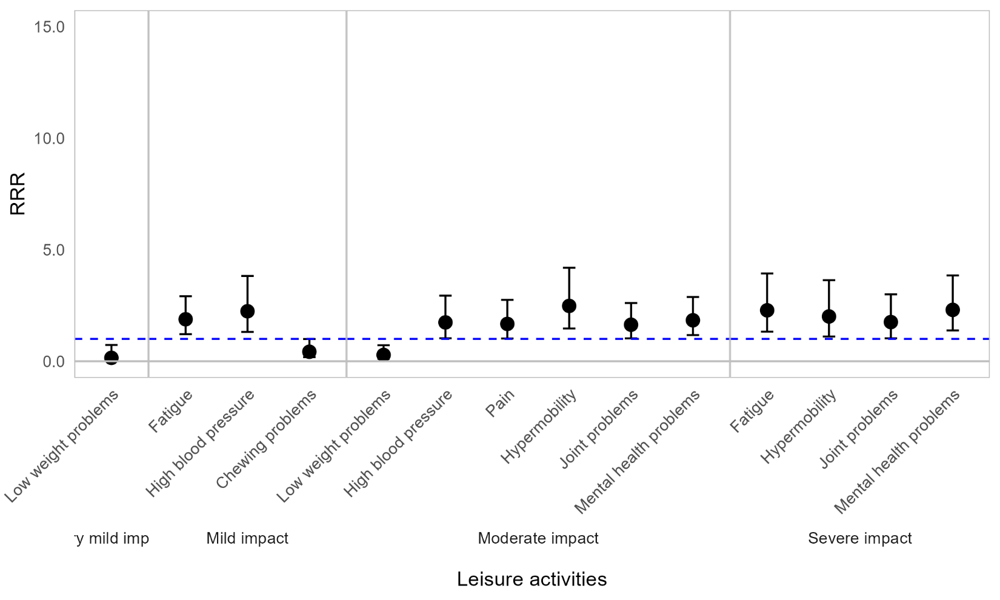 15.0
10.0
5.0
0.0
RRR
Low weight problems
Fatigue
High blood pressure
Chewing problems
Low weight problems
High blood pressure
Pain
Hypermobility
Joint problems
Mental health problems
Fatigue
Hypermobility
Joint problems
Mental health problems
ry mild imp
Mild impact
Moderate impact
Severe impact
Leisure activities